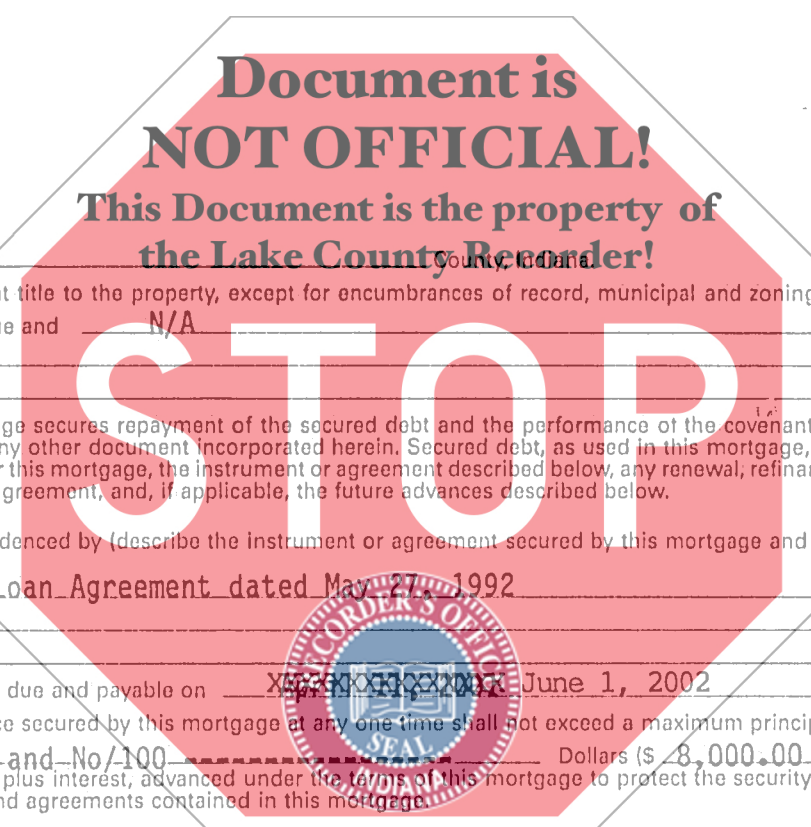 Document is
NOT OFFICIAL!
This Document is the property of
the Lake County Recorder!
County, Indiana.
title to the property, except for encumbrances of record, municipal and zoning
and N/A
STOP
secures repayment of the secured debt and the performance of the
other document incorporated herein. Secured debt, as used in this mortgage,
this mortgage, the instrument or agreement described below, any renewal, refina
greement, and, if applicable, the future advances described below.
denced by (describe the instrument or agreement secured by this mortgage and
oan Agreement dated May 27, 1992
due and payable on June 1, 2002
secured by this mortgage at any one time shall not exceed a maximum princip
and No/100 Dollars ($ 8,000.00
plus interest, advanced under the terms of this mortgage to protect the security
nd agreements contained in this mortgage.
RECORDER'S OFFICE
SEAL
INDIANA